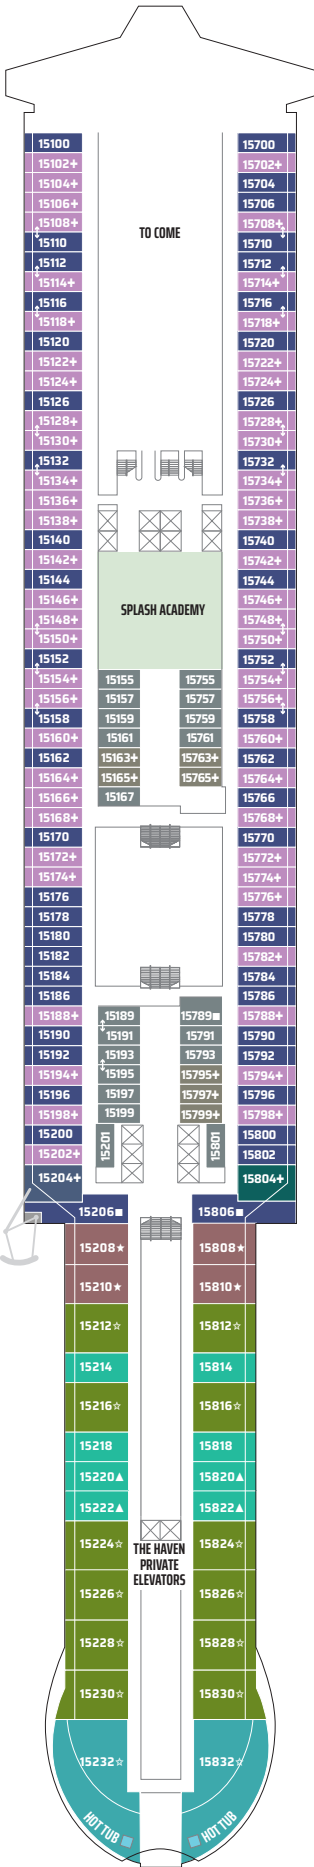 15100 15700
15102+ 15702+
15104+ 15704
15106+ 15706
15108+ 15708+
TO COME
15110 15710
15112 15712
15114+ 15714+
15116 15716
15118+ 15718+
15120 15720
15122+ 15722+
15124+ 15724+
15126 15726
15128+ 15728+
15130+ 15730+
15132 15732
15134+ 15734+
15136+ 15736+
15138+ 15738+
15140 15740
15142+ 15742+
15144 15744
15146+ 15746+
SPLASH ACADEMY
15148+ 15748+
15150+ 15750+
15152 15752
15154+ 15155 15755 15754+
15156+ 15157 15757 15756+
15158 15159 15759 15758
15160+ 15161 15761 15760+
15162 15163+ 15763+ 15762
15164+ 15165+ 15765+ 15764+
15166+ 15167 15766
15168+ 15768+
15170 15770
15172+ 15772+
15174+ 15774+
15176 15776+
15178 15778
15180 15780
15182 15782+
15184 15784
15186 15786
15188+ 15189 15789■ 15788+
15190 15191 15791 15790
15192 15193 15793 15792
15194+ 15195 15795+ 15794+
15196 15197 15797+ 15796
15198+ 15199 15799+ 15798+
15200 15201 15801 15800
15202+ 15802
15204+ 15804+
15206■ 15806■
15208★ 15808★
15210★ 15810★
15212☆ 15812☆
15214 15814
15216☆ 15816☆
15218 15818
15220▲ 15820▲
15222▲ 15822▲
15224☆ 15824☆
THE HAVEN
PRIVATE
ELEVATORS
15226☆ 15826☆
15228☆ 15828☆
15230☆ 15830☆
15232☆ 15832☆
HOT TUB HOT TUB